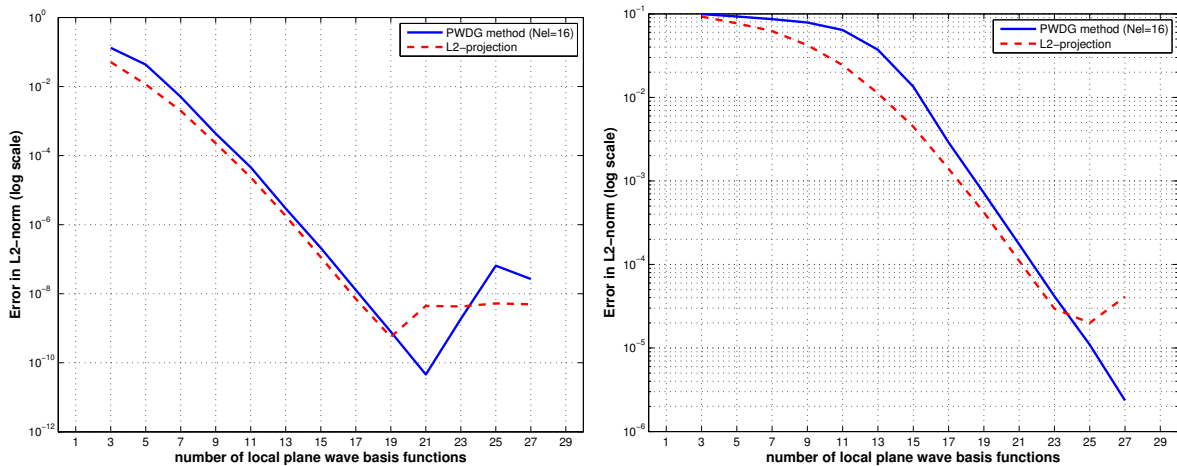 10^0
10^-2
10^-4
10^-6
10^-8
10^-10
10^-12
Error in L2−norm (log scale)
1 3 5 7 9 11 13 15 17 19 21 23 25 27 29
number of local plane wave basis functions
PWDG method (Nel=16)
L2−projection
10^-1
10^-2
10^-3
10^-4
10^-5
10^-6
Error in L2−norm (log scale)
1 3 5 7 9 11 13 15 17 19 21 23 25 27 29
number of local plane wave basis functions
PWDG method (Nel=16)
L2−projection